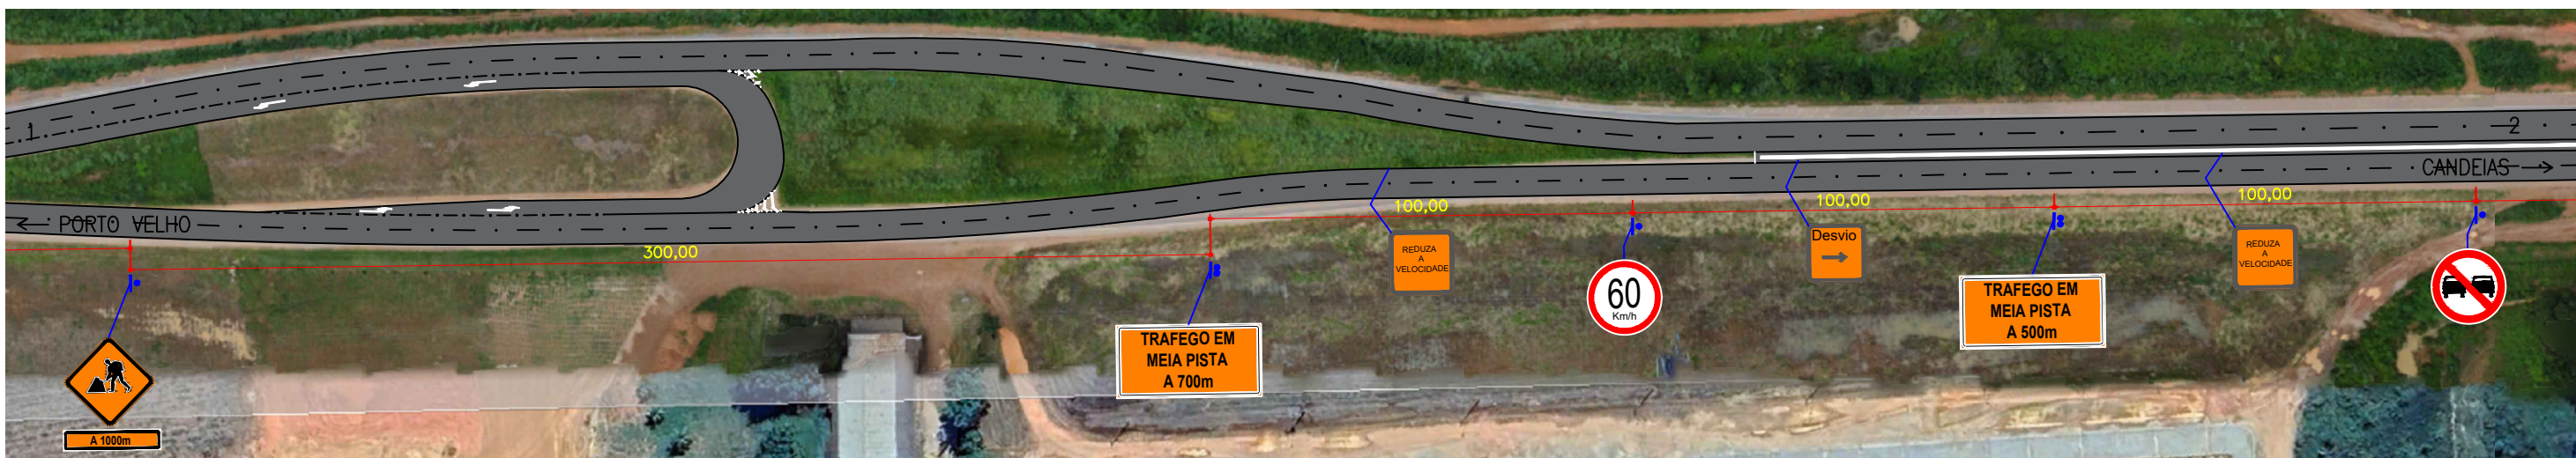 1
2
← PORTO VELHO
CANDEIAS →
300,00
100,00
100,00
100,00
A 1000m
TRAFEGO EM
MEIA PISTA
A 700m
REDUZA
A
VELOCIDADE
60
Km/h
Desvio
→
TRAFEGO EM
MEIA PISTA
A 500m
REDUZA
A
VELOCIDADE